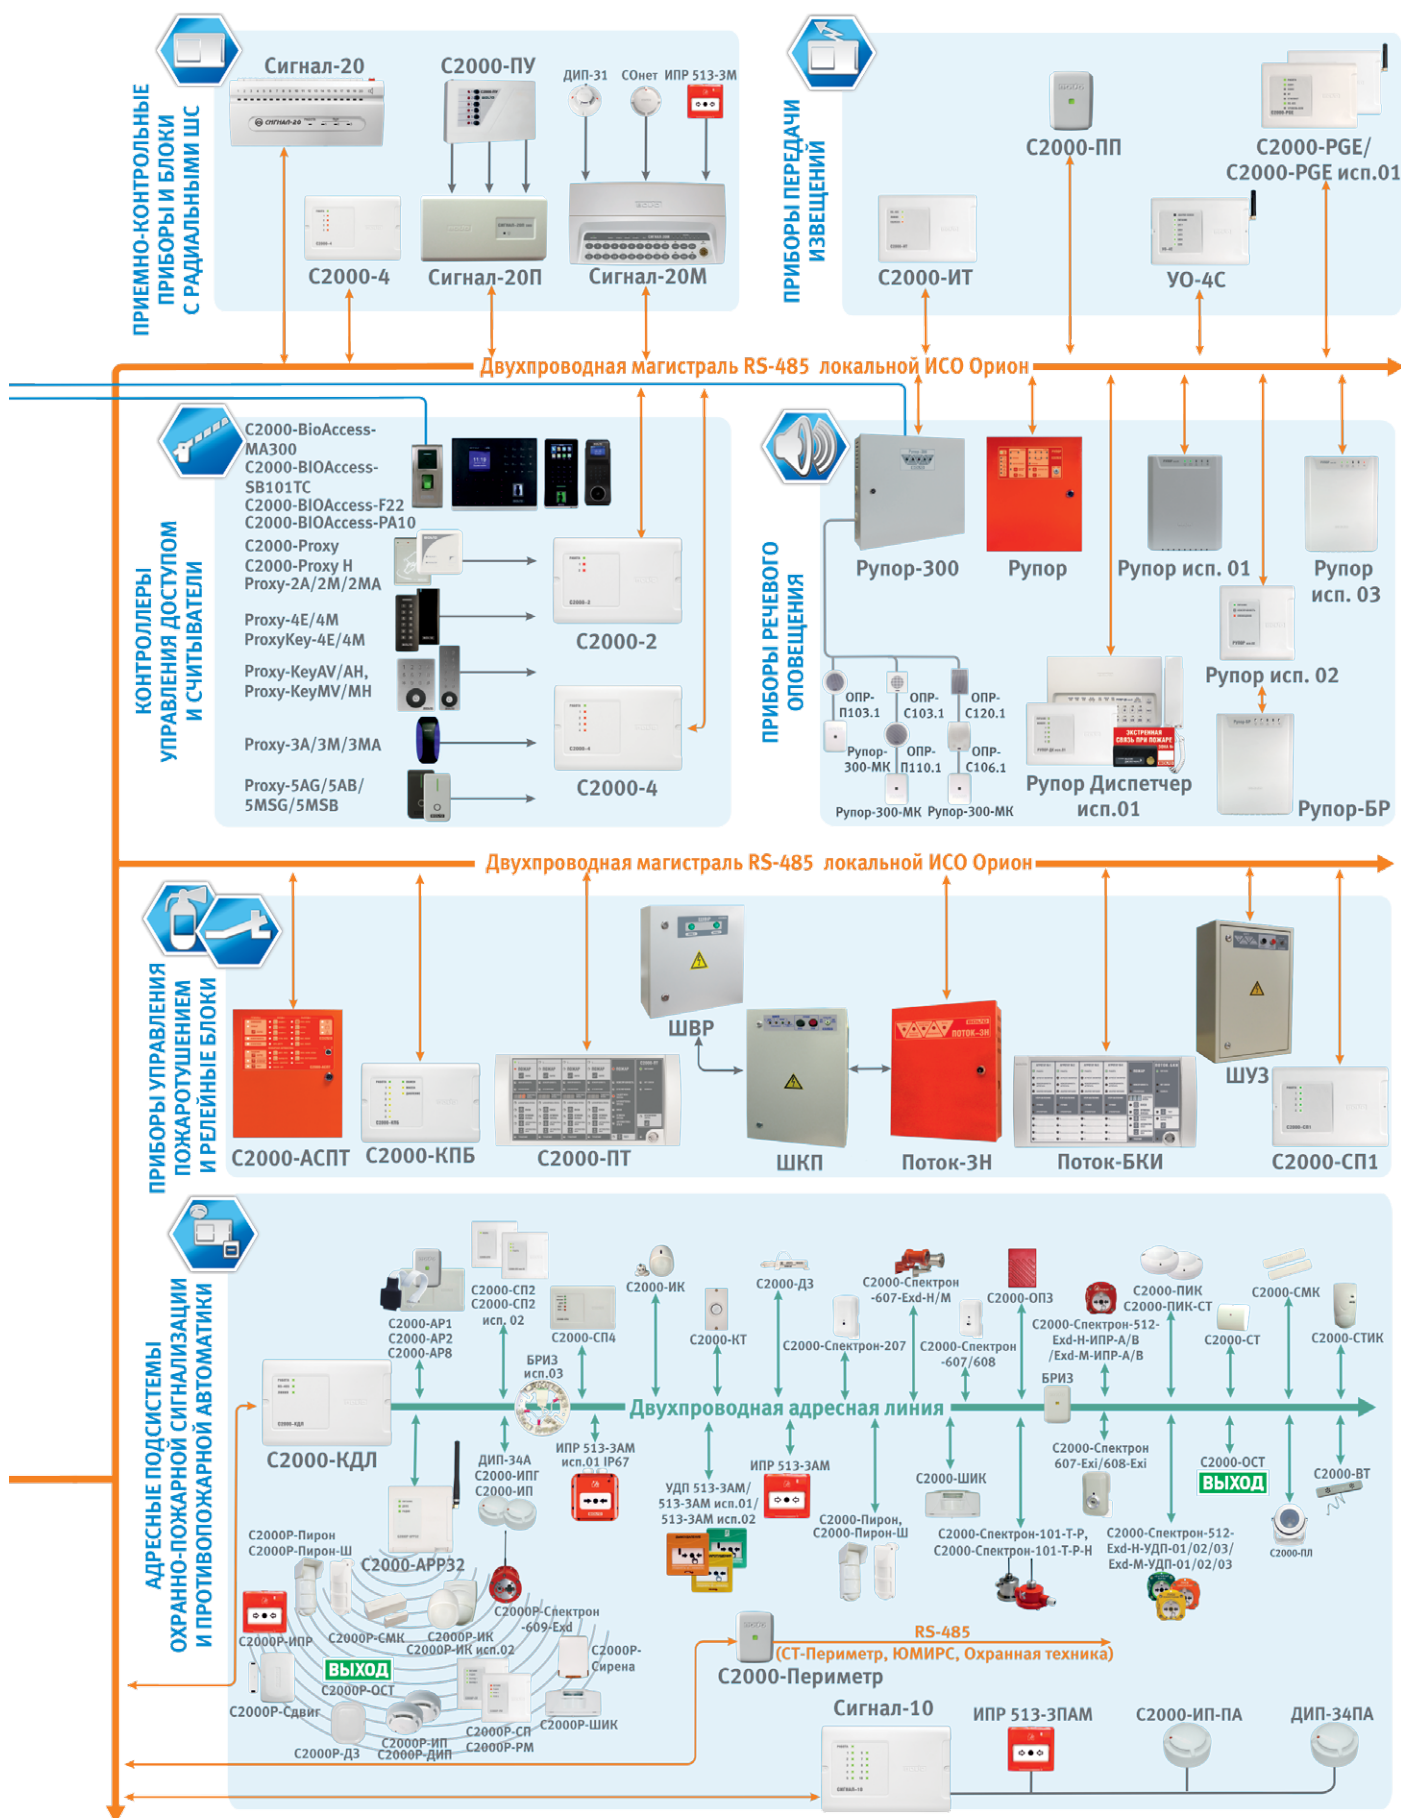 ПРИЕМНО-КОНТРОЛЬНЫЕ
ПРИБОРЫ И БЛОКИ
С РАДИАЛЬНЫМИ ШС
Сигнал-20
С2000-ПУ
ДИП-31
СОнет
ИПР 513-3М
СИГНАЛ-20
С2000-4
Сигнал-20П
Сигнал-20М
ПРИБОРЫ ПЕРЕДАЧИ
ИЗВЕЩЕНИЙ
С2000-ПП
С2000-PGE/
С2000-PGE исп.01
С2000-ИТ
УО-4С
Двухпроводная магистраль RS-485 локальной ИСО Орион
КОНТРОЛЛЕРЫ
УПРАВЛЕНИЯ ДОСТУПОМ
И СЧИТЫВАТЕЛИ
C2000-BioAccess-
MA300
C2000-BIOAccess-
SB101TC
C2000-BIOAccess-F22
C2000-BIOAccess-PA10
C2000-Proxy
C2000-Proxy H
Proxy-2A/2M/2MA
Proxy-4E/4M
ProxyKey-4E/4M
Proxy-KeyAV/AH,
Proxy-KeyMV/MH
Proxy-3A/3M/3MA
Proxy-5AG/5AB/
5MSG/5MSB
С2000-2
С2000-4
ПРИБОРЫ РЕЧЕВОГО
ОПОВЕЩЕНИЯ
Рупор-300
Рупор
Рупор исп. 01
Рупор
исп. 03
Рупор исп. 02
ОПР-
П103.1
ОПР-
С103.1
ОПР-
С120.1
Рупор-
300-МК
ОПР-
П110.1
ОПР-
С106.1
Рупор-300-МК
Рупор-300-МК
ЭКСТРЕННАЯ
СВЯЗЬ ПРИ ПОЖАРЕ
Рупор Диспетчер
исп.01
Рупор-БР
Двухпроводная магистраль RS-485 локальной ИСО Орион
ПРИБОРЫ УПРАВЛЕНИЯ
ПОЖАРОТУШЕНИЕМ
И РЕЛЕЙНЫЕ БЛОКИ
ШВР
ПОТОК-3Н
ШУЗ
С2000-АСПТ
С2000-КПБ
С2000-ПТ
ШКП
Поток-3Н
Поток-БКИ
С2000-СП1
АДРЕСНЫЕ ПОДСИСТЕМЫ
ОХРАННО-ПОЖАРНОЙ СИГНАЛИЗАЦИИ
И ПРОТИВОПОЖАРНОЙ АВТОМАТИКИ
С2000-АР1
С2000-АР2
С2000-АР8
С2000-СП2
С2000-СП2
исп. 02
С2000-СП4
С2000-ИК
С2000-КТ
С2000-ДЗ
С2000-Спектрон-207
С2000-Спектрон
-607-Exd-Н/М
С2000-Спектрон
-607/608
С2000-ОПЗ
С2000-Спектрон-512-
Exd-Н-ИПР-А/В
/Exd-М-ИПР-А/В
С2000-ПИК
С2000-ПИК-СТ
С2000-СТ
С2000-СМК
С2000-СТИК
БРИЗ
исп.03
БРИЗ
Двухпроводная адресная линия
С2000-КДЛ
С2000-АРР32
ДИП-34А
С2000-ИПГ
С2000-ИП
ИПР 513-3АМ
исп.01 IP67
УДП 513-3АМ/
513-3АМ исп.01/
513-3АМ исп.02
ИПР 513-3АМ
С2000-Пирон,
С2000-Пирон-Ш
С2000-ШИК
С2000-Спектрон-101-Т-Р,
С2000-Спектрон-101-Т-Р-Н
С2000-Спектрон
607-Exi/608-Exi
С2000-Спектрон-512-
Exd-Н-УДП-01/02/03/
Exd-М-УДП-01/02/03
С2000-ОСТ
ВЫХОД
С2000-ПЛ
С2000-ВТ
С2000Р-Пирон
С2000Р-Пирон-Ш
С2000Р-ИПР
С2000Р-СМК
С2000Р-ИК
С2000Р-ИК исп.02
С2000Р-Спектрон
-609-Exd
ВЫХОД
С2000Р-ОСТ
С2000Р-
Сирена
С2000Р-Сдвиг
С2000Р-ДЗ
С2000Р-ИП
С2000Р-ДИП
С2000Р-СП
С2000Р-РМ
С2000Р-ШИК
RS-485
(СТ-Периметр, ЮМИРС, Охранная техника)
С2000-Периметр
Сигнал-10
ИПР 513-3ПАМ
С2000-ИП-ПА
ДИП-34ПА